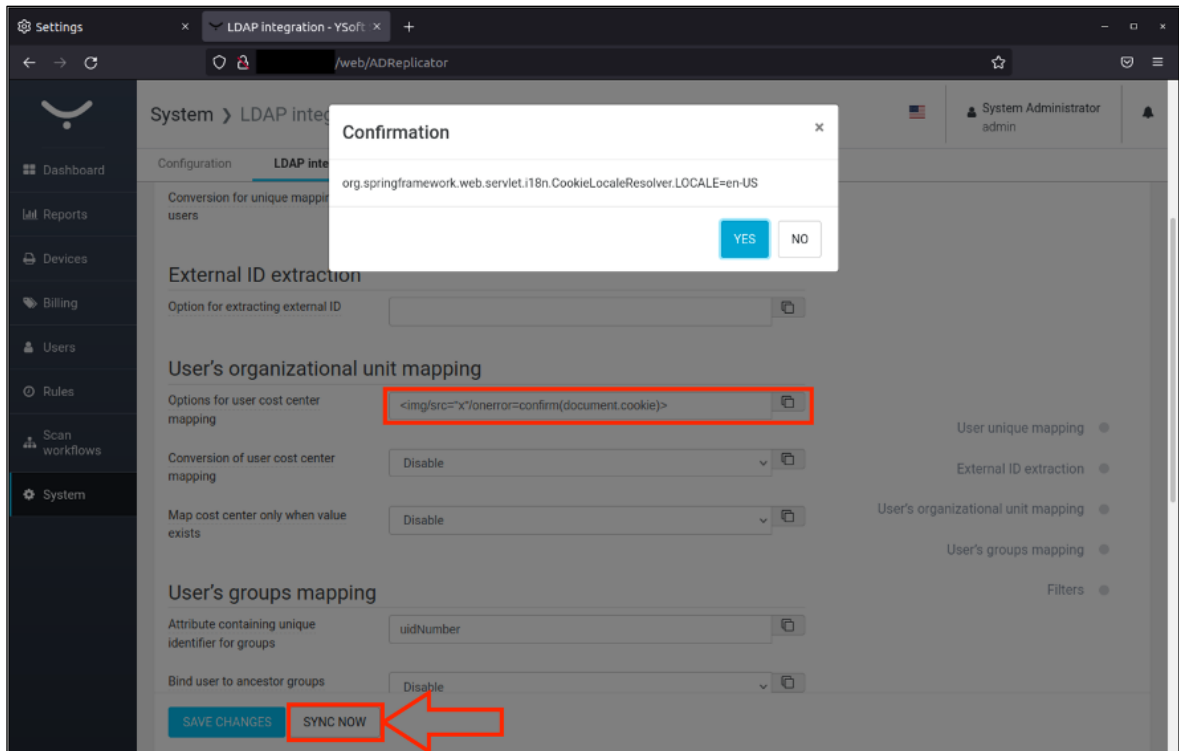 Settings
LDAP integration - YSoft
/web/ADReplicator
System LDAP integ
System Administrator
admin
Confirmation
org.springframework.web.servlet.i18n.CookieLocaleResolver.LOCALE=en-US
YES NO
Dashboard
Reports
Devices
Billing
Users
Rules
Scan
workflows
System
Configuration LDAP inte
Conversion for unique mappin
users
External ID extraction
Option for extracting external ID
User's organizational unit mapping
Options for user cost center
mapping
<img/src="x"/onerror=confirm(document.cookie)>
Conversion of user cost center
mapping
Disable
Map cost center only when value
exists
Disable
User's groups mapping
Attribute containing unique
identifier for groups
uidNumber
Bind user to ancestor groups
Disable
SAVE CHANGES SYNC NOW
User unique mapping
External ID extraction
User's organizational unit mapping
User's groups mapping
Filters